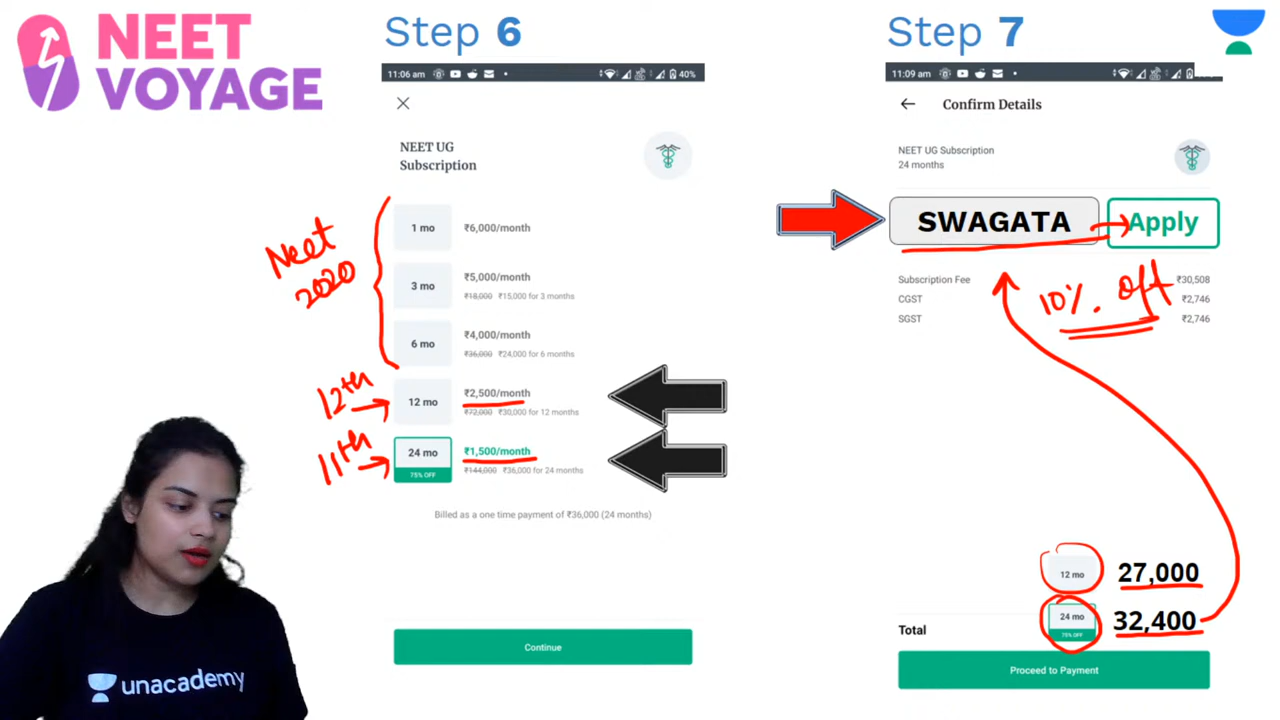 NEET
VOYAGE
Step 6
11:06 am
40%
NEET UG
Subscription
1 mo
₹6,000/month
3 mo
₹5,000/month
₹18,000 ₹15,000 for 3 months
6 mo
₹4,000/month
₹36,000 ₹24,000 for 6 months
12 mo
₹2,500/month
₹72,000 ₹30,000 for 12 months
24 mo
75% OFF
₹1,500/month
₹144,000 ₹36,000 for 24 months
Billed as a one time payment of ₹36,000 (24 months)
Continue
Neet
2020
12th
11th
unacademy
Step 7
11:09 am
Confirm Details
NEET UG Subscription
24 months
SWAGATA
Apply
Subscription Fee ₹30,508
CGST ₹2,746
SGST ₹2,746
10% off
12 mo 27,000
24 mo 32,400
75% OFF
Total
Proceed to Payment